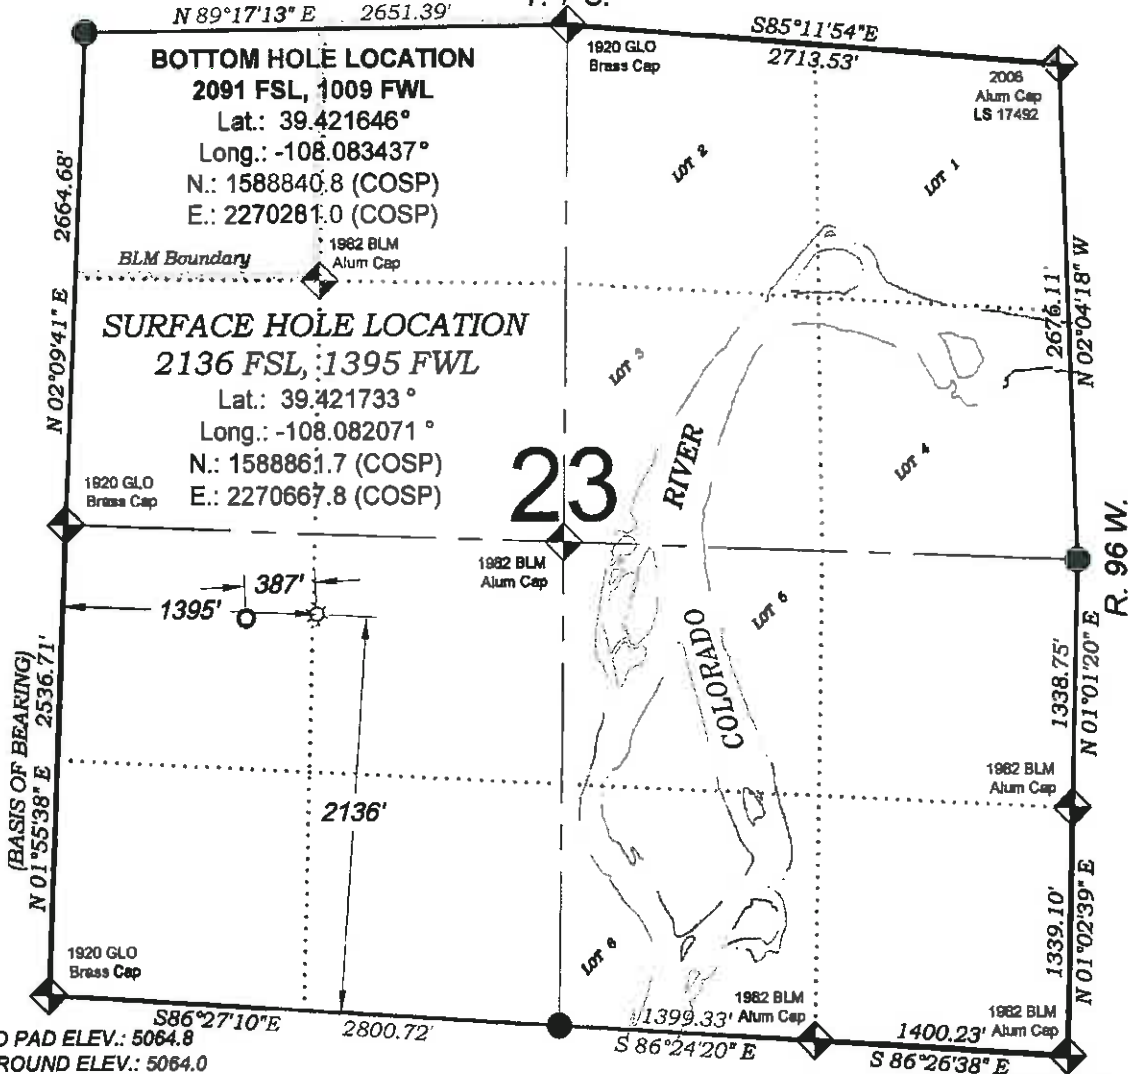 N 89°17'13" E 2651.39'
S85°11'54"E
2713.53'
1920 GLO
Brass Cap
2006
Alum Cap
LS 17492
BOTTOM HOLE LOCATION
2091 FSL, 1009 FWL
Lat.: 39.421646°
Long.: -108.083437°
N.: 1588840.8 (COSP)
E.: 2270281.0 (COSP)
LOT 2
LOT 1
2664.68'
N 02°09'41" E
BLM Boundary
1982 BLM
Alum Cap
2676.11'
N 02°04'18" W
SURFACE HOLE LOCATION
2136 FSL, 1395 FWL
Lat.: 39.421733 °
Long.: -108.082071 °
N.: 1588861.7 (COSP)
E.: 2270667.8 (COSP)
LOT 3
LOT 4
RIVER
23
1920 GLO
Brass Cap
1982 BLM
Alum Cap
R. 96 W.
387'
1395'
LOT 5
COLORADO
(BASIS OF BEARING)
N 01°55'38" E 2536.71'
1338.75'
N 01°01'20" E
1982 BLM
Alum Cap
2136'
1339.10'
N 01°02'39" E
LOT 6
1920 GLO
Brass Cap
S86°27'10"E
2800.72'
1982 BLM
Alum Cap
1399.33'
S 86°24'20" E
1982 BLM
Alum Cap
1400.23'
S 86°26'38" E
PAD ELEV.: 5064.8
ROUND ELEV.: 5064.0